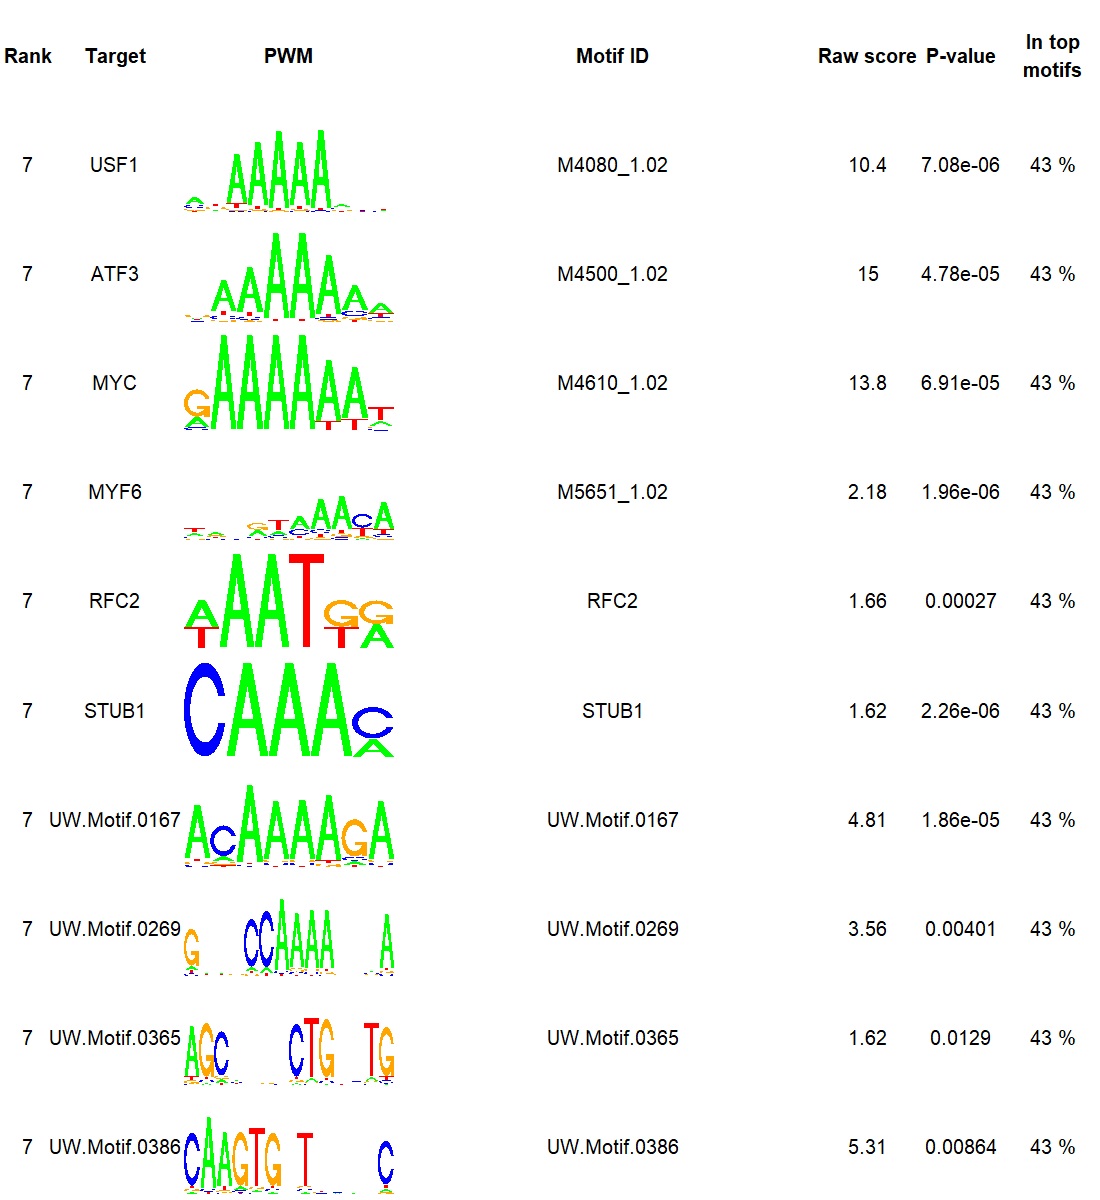 Rank Target PWM Motif ID Raw score P-value In top motifs
7 USF1 M4080_1.02 10.4 7.08e-06 43 %
7 ATF3 M4500_1.02 15 4.78e-05 43 %
7 MYC M4610_1.02 13.8 6.91e-05 43 %
7 MYF6 M5651_1.02 2.18 1.96e-06 43 %
7 RFC2 RFC2 1.66 0.00027 43 %
7 STUB1 STUB1 1.62 2.26e-06 43 %
7 UW.Motif.0167 UW.Motif.0167 4.81 1.86e-05 43 %
7 UW.Motif.0269 UW.Motif.0269 3.56 0.00401 43 %
7 UW.Motif.0365 UW.Motif.0365 1.62 0.0129 43 %
7 UW.Motif.0386 UW.Motif.0386 5.31 0.00864 43 %